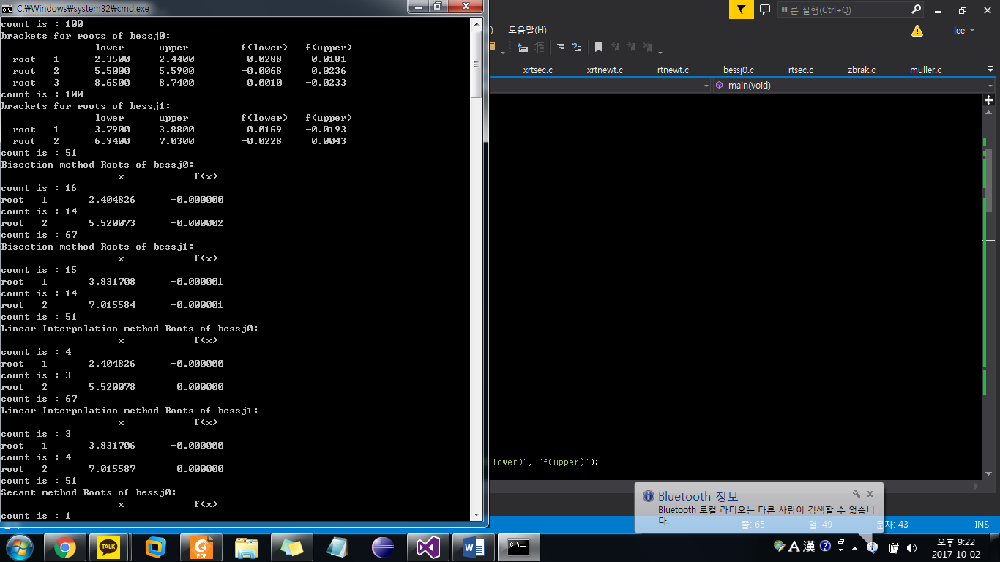 C:₩Windows₩system32₩cmd.exe
count is : 100
brackets for roots of bessj0:
lower upper f(lower) f(upper)
root 1 2.3500 2.4400 0.0288 -0.0181
root 2 5.5000 5.5900 -0.0068 0.0236
root 3 8.6500 8.7400 0.0010 -0.0233
count is : 100
brackets for roots of bessj1:
lower upper f(lower) f(upper)
root 1 3.7900 3.8800 0.0169 -0.0193
root 2 6.9400 7.0300 -0.0228 0.0043
count is : 51
Bisection method Roots of bessj0:
x f(x)
count is : 16
root 1 2.404826 -0.000000
count is : 14
root 2 5.520073 -0.000002
count is : 67
Bisection method Roots of bessj1:
x f(x)
count is : 15
root 1 3.831708 -0.000001
count is : 14
root 2 7.015584 -0.000001
count is : 51
Linear Interpolation method Roots of bessj0:
x f(x)
count is : 4
root 1 2.404826 -0.000000
count is : 3
root 2 5.520078 0.000000
count is : 67
Linear Interpolation method Roots of bessj1:
x f(x)
count is : 3
root 1 3.831706 -0.000000
count is : 4
root 2 7.015587 0.000000
count is : 51
Secant method Roots of bessj0:
x f(x)
count is : 1
빠른 실행(Ctrl+Q)
) 도움말(H)
lee
xrtsec.c xrtnewt.c rtnewt.c bessj0.c rtsec.c zbrak.c muller.c
main(void)
lower)", "f(upper)");
Bluetooth 정보
Bluetooth 로컬 라디오는 다른 사람이 검색할 수 없습니
다.
줄: 65 열: 49 문자: 43 INS
TALK
PDF
C:\
A 漢
오후 9:22
2017-10-02